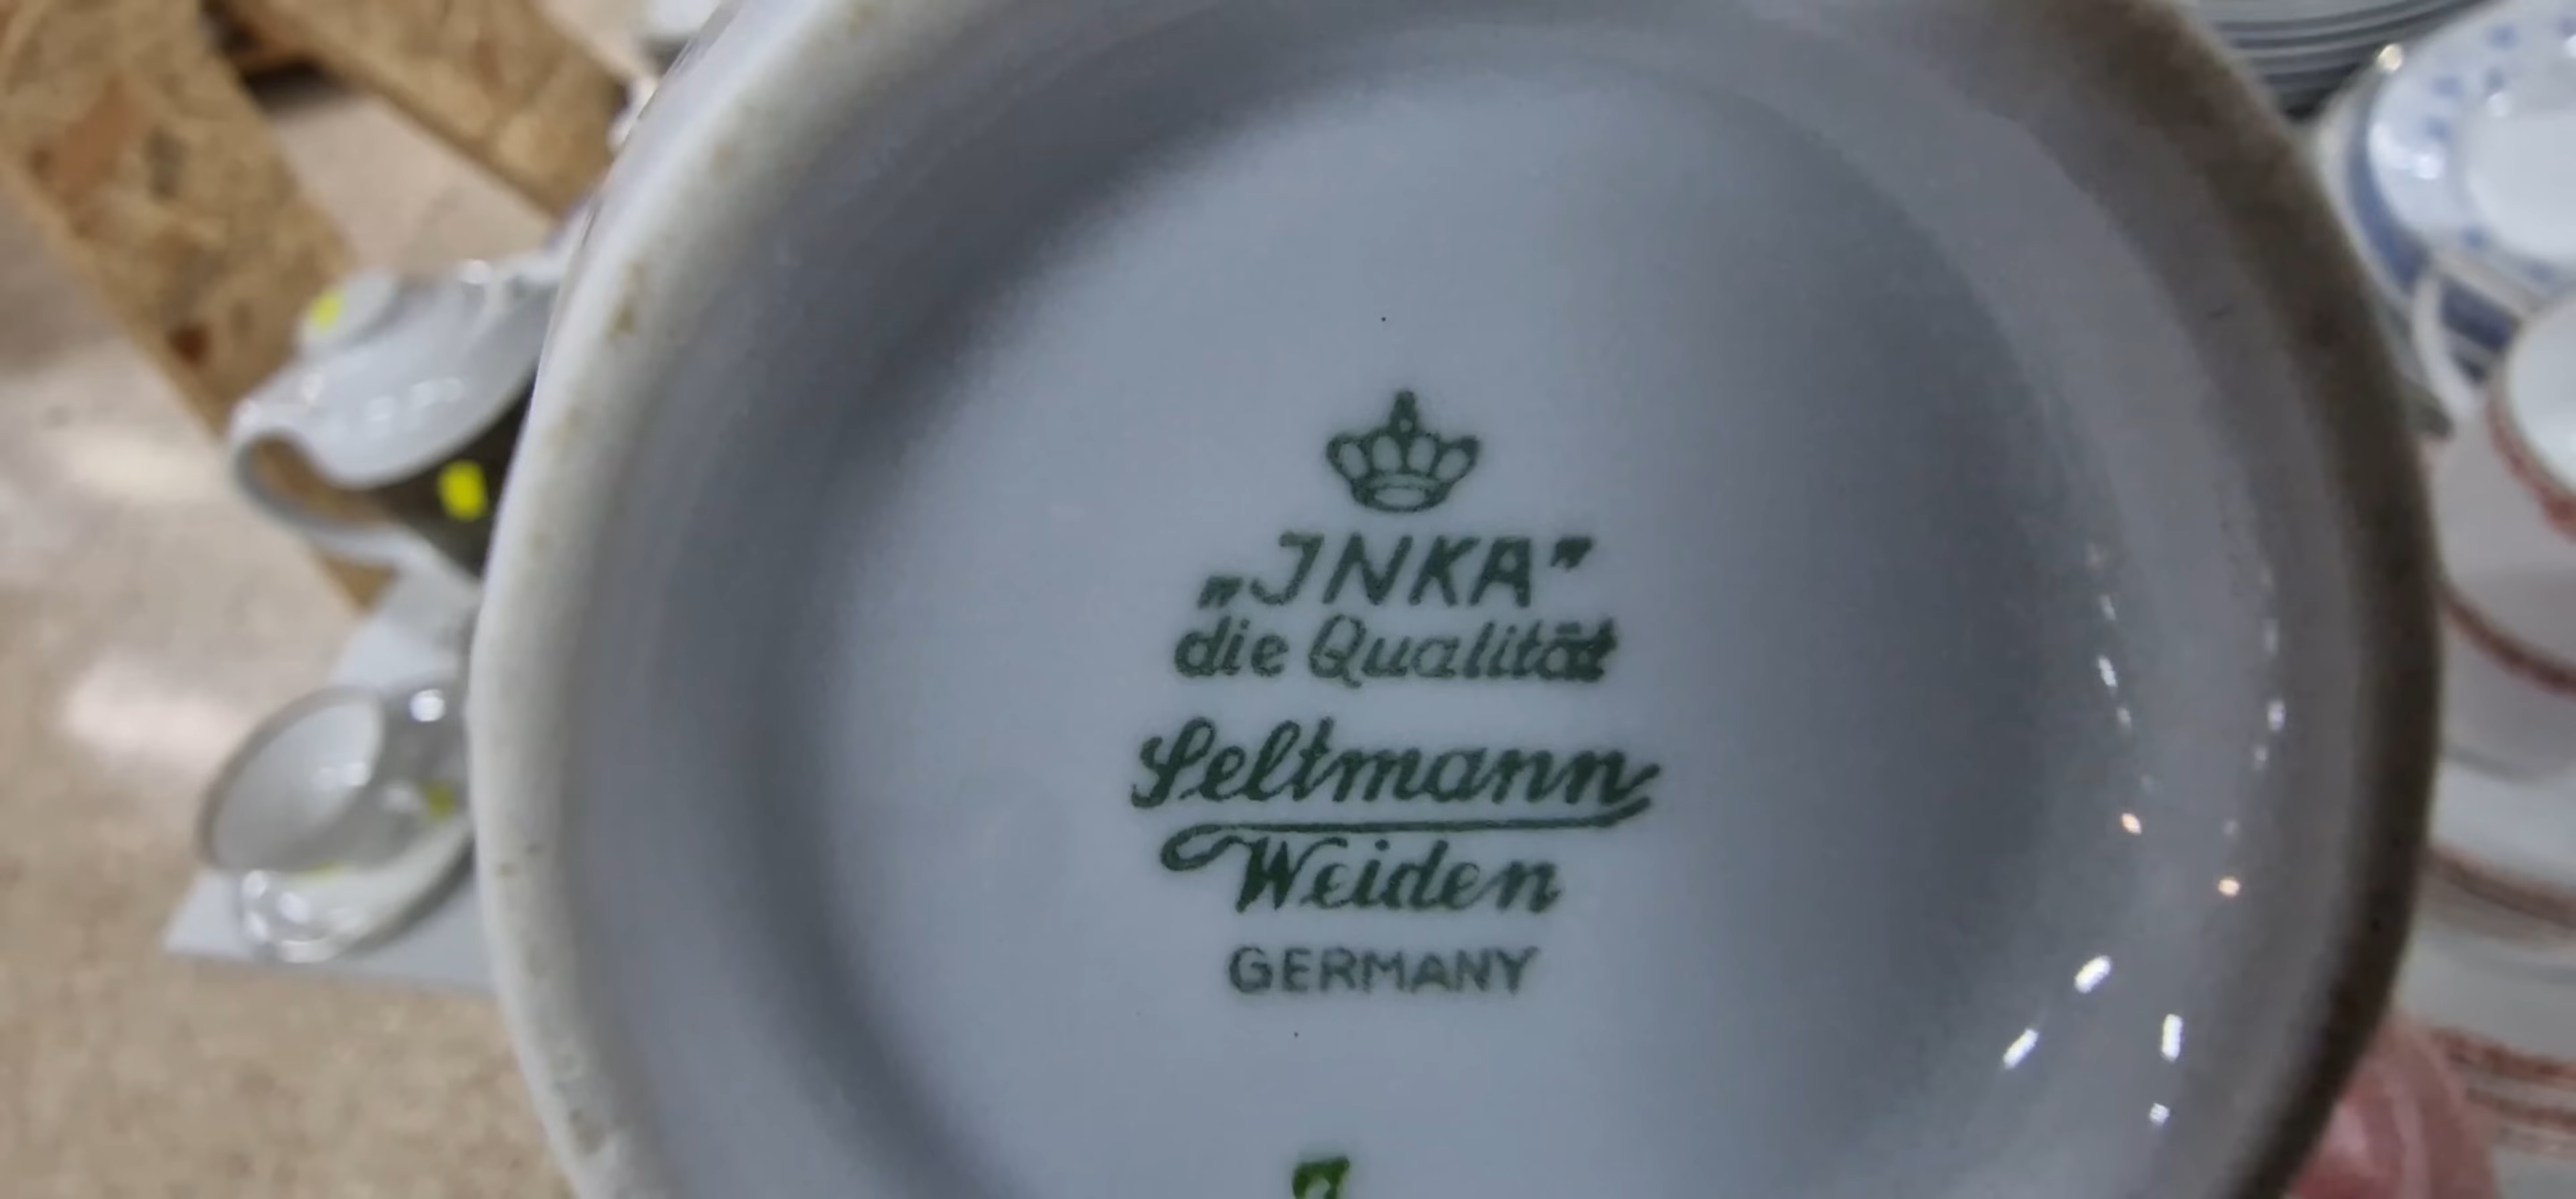 „JNKA”
die Qualität
Seltmann
Weiden
GERMANY